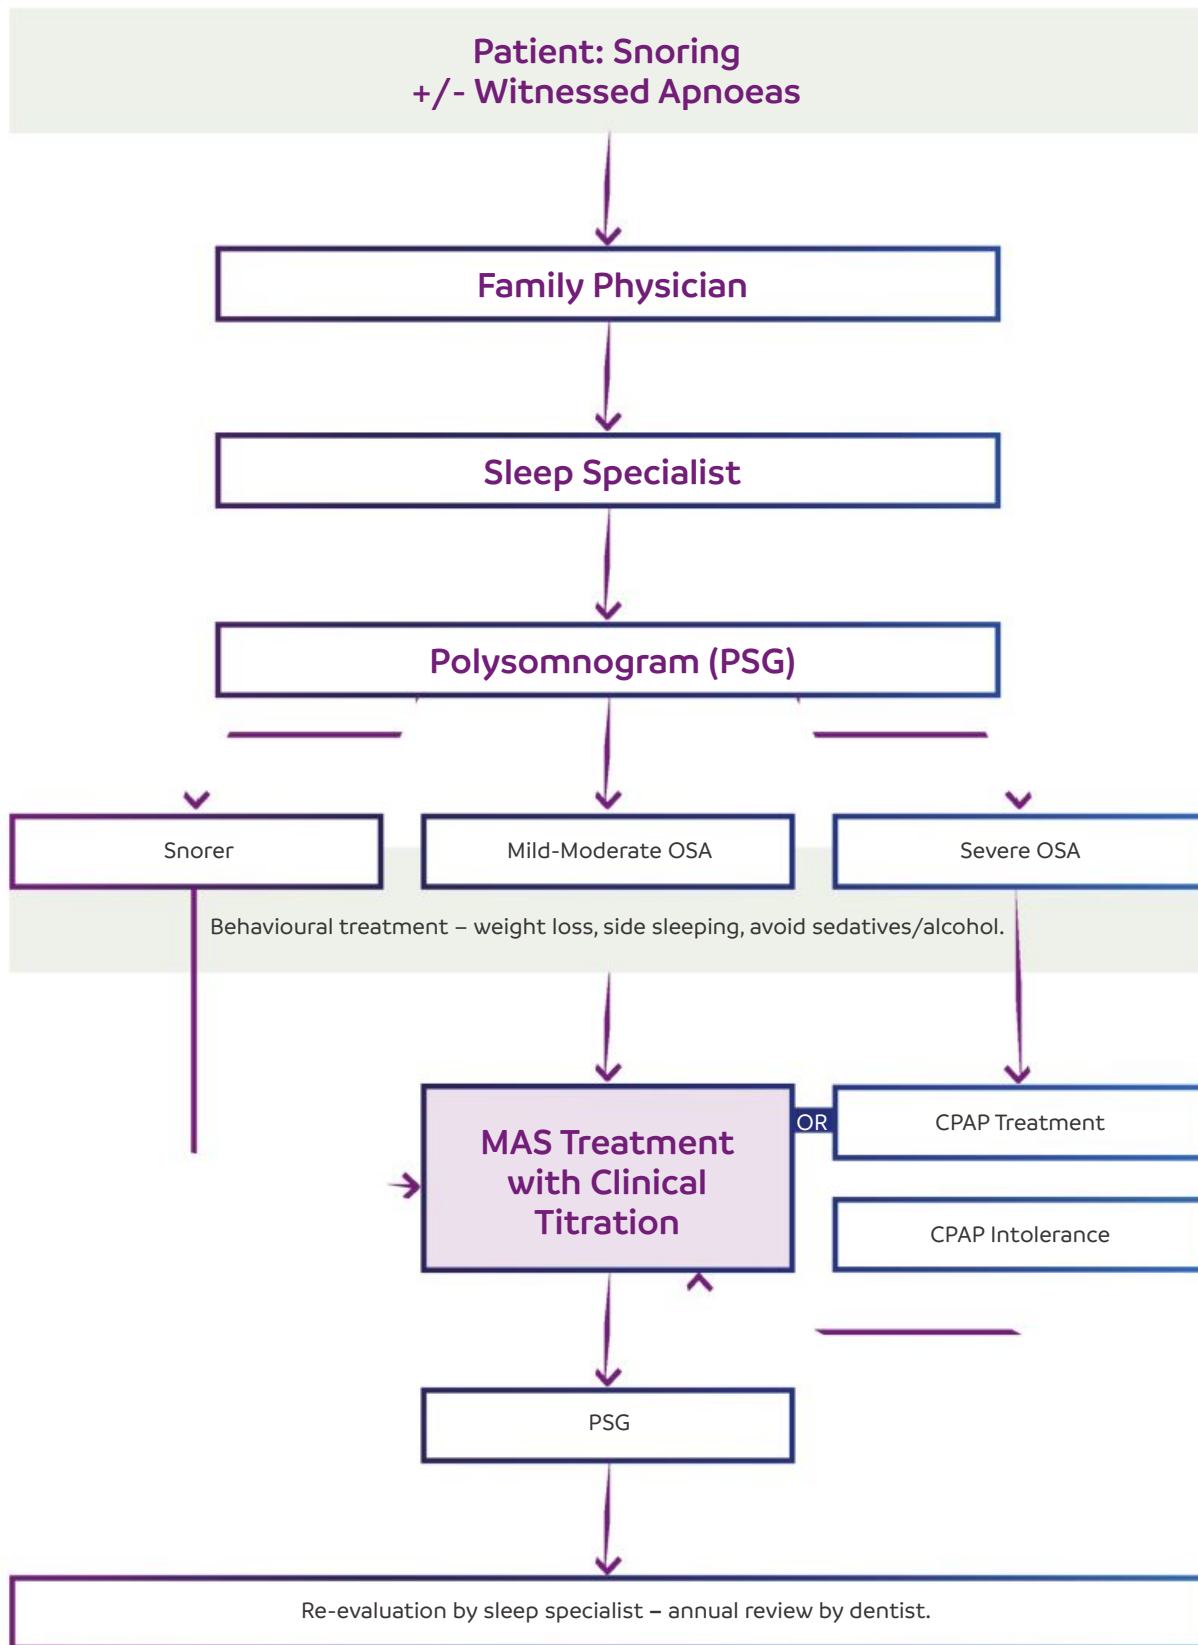 Patient: Snoring
+/- Witnessed Apnoeas
Family Physician
Sleep Specialist
Polysomnogram (PSG)
Snorer
Mild-Moderate OSA
Severe OSA
Behavioural treatment – weight loss, side sleeping, avoid sedatives/alcohol.
MAS Treatment
with Clinical
Titration
OR
CPAP Treatment
CPAP Intolerance
PSG
Re-evaluation by sleep specialist – annual review by dentist.